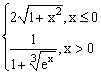 2√(1+x²), x ≤ 0
1/(1+∛(eˣ)), x > 0